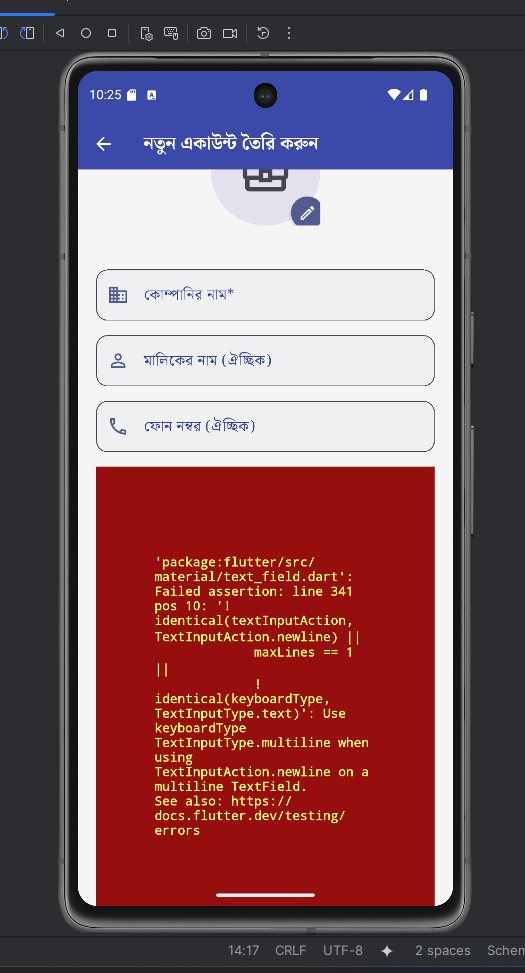 10:25
নতুন একাউন্ট তৈরি করুন
কোম্পানির নাম*
মালিকের নাম (ঐচ্ছিক)
ফোন নম্বর (ঐচ্ছিক)
'package:flutter/src/
material/text_field.dart':
Failed assertion: line 341
pos 10: '!
identical(textInputAction,
TextInputAction.newline) ||
maxLines == 1
||
!
identical(keyboardType,
TextInputType.text)': Use
keyboardType
TextInputType.multiline when
using
TextInputAction.newline on a
multiline TextField.
See also: https://
docs.flutter.dev/testing/
errors
14:17 CRLF UTF-8 2 spaces Schem